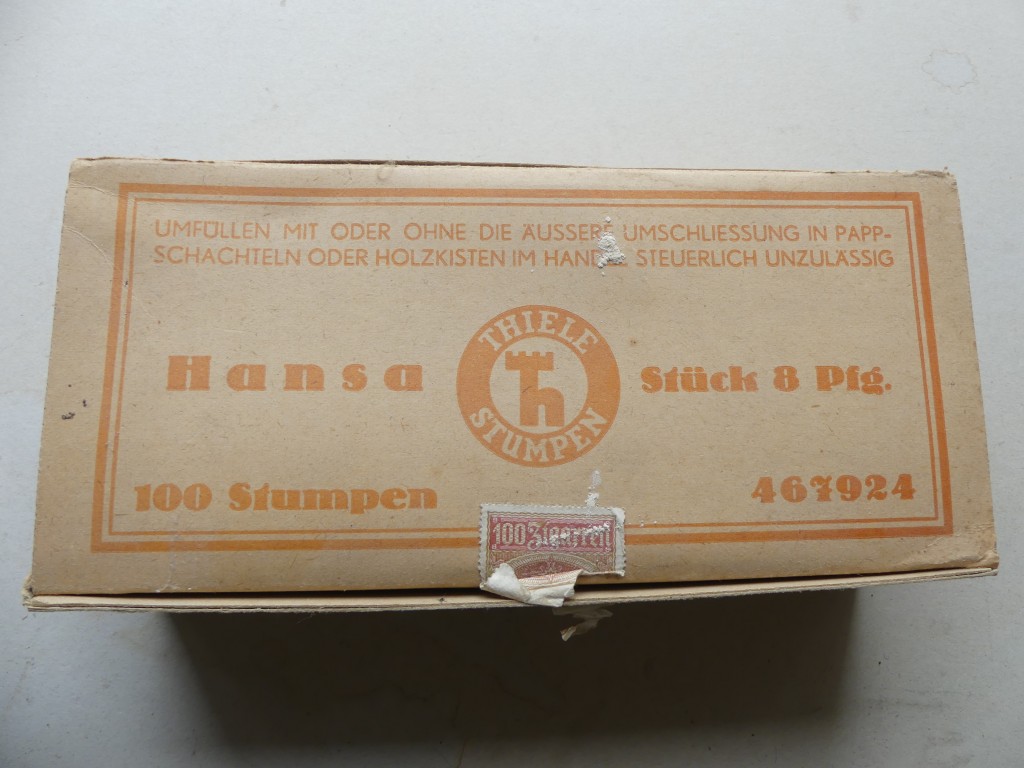 UMFÜLLEN MIT ODER OHNE DIE ÄUSSERE UMSCHLIESSUNG IN PAPP-
SCHACHTELN ODER HOLZKISTEN IM HANDEL STEUERLICH UNZULÄSSIG
THIELE
Hansa
Th
Stück 8 Pfg.
STUMPEN
100 Stumpen
467924
100 Zigarren